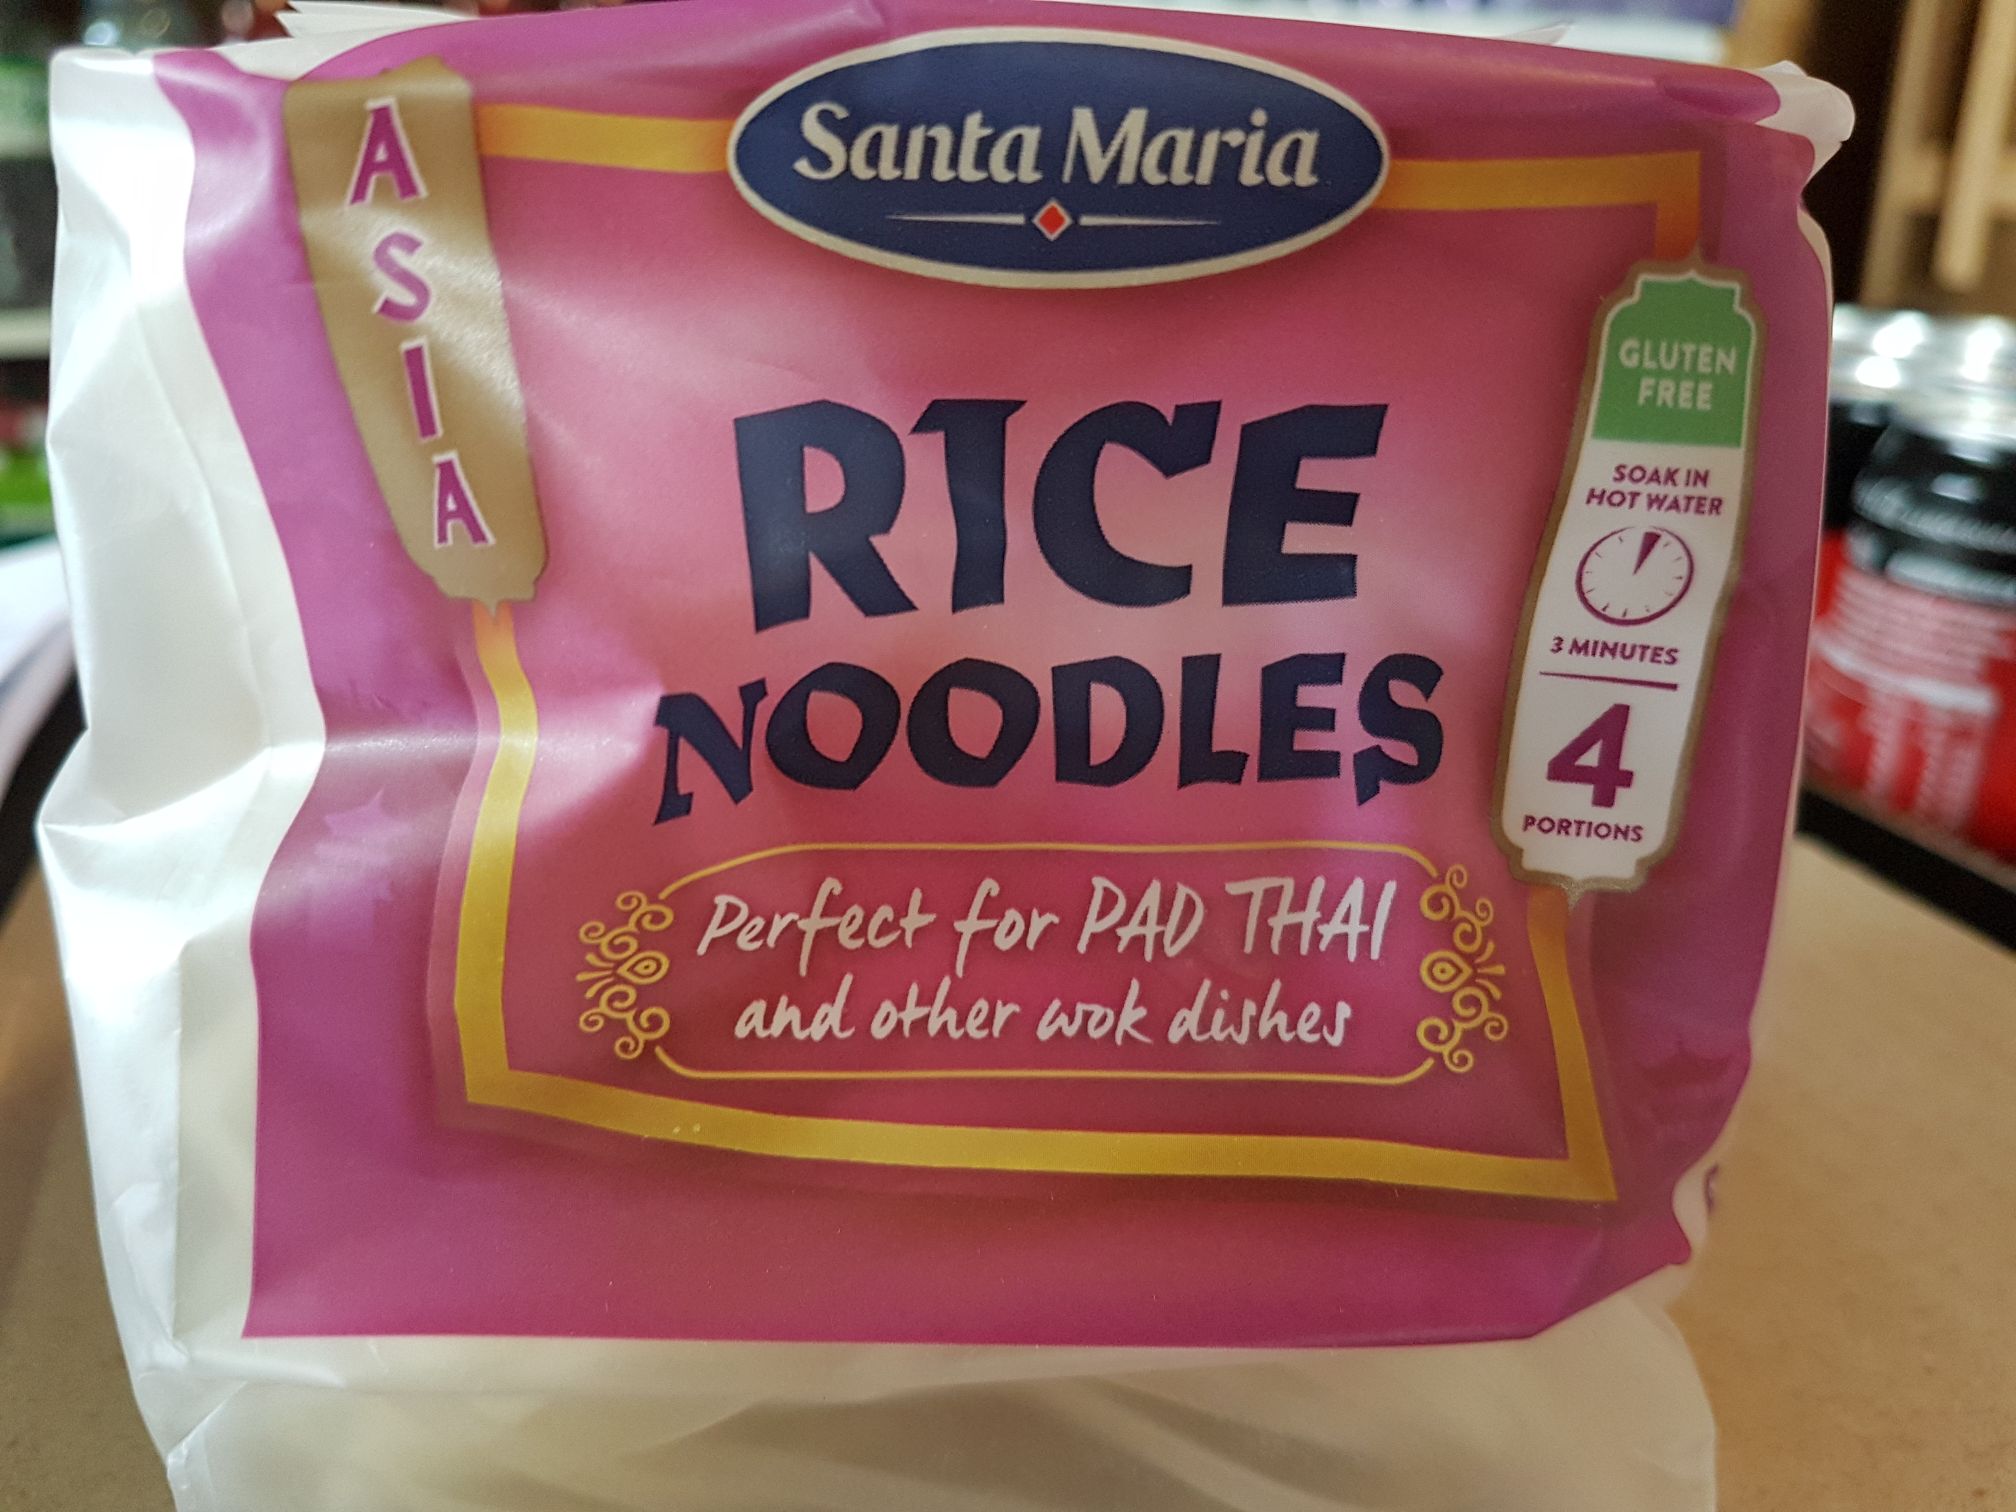 Santa Maria
ASIA
RICE
NOODLES
Perfect for PAD THAI
and other wok dishes
GLUTEN
FREE
SOAK IN
HOT WATER
3 MINUTES
4
PORTIONS